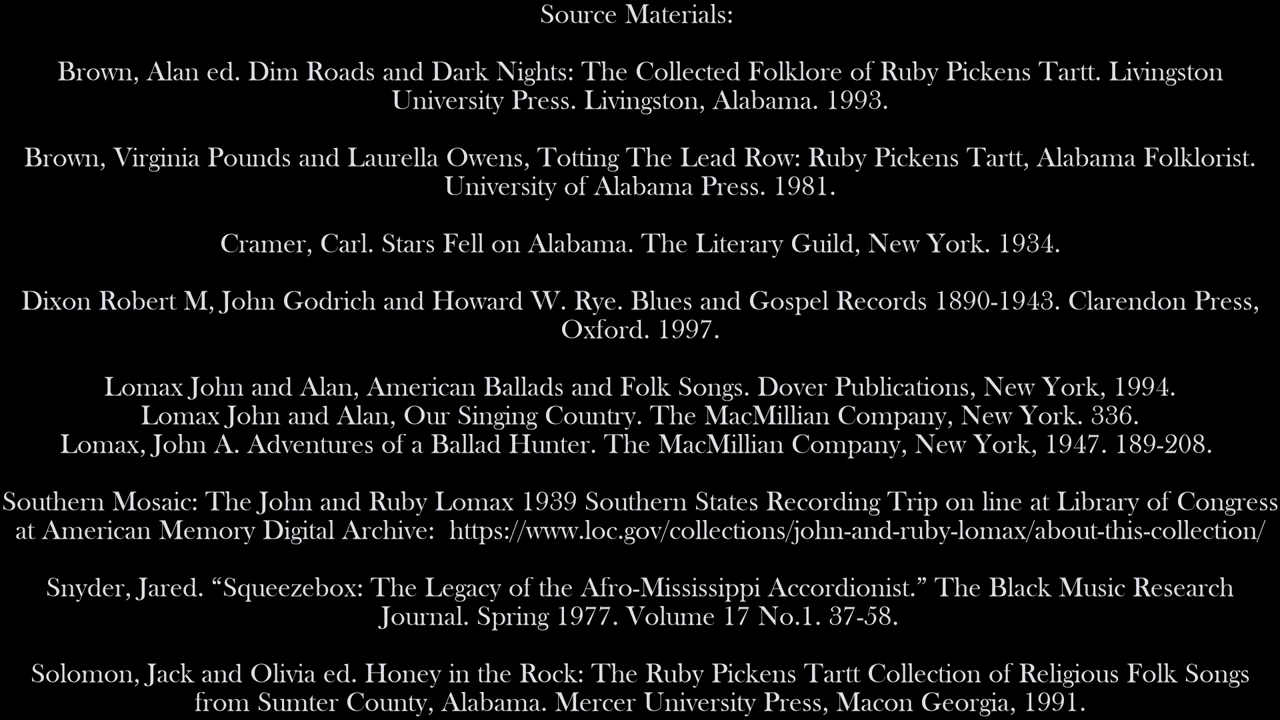 Source Materials:
Brown, Alan ed. Dim Roads and Dark Nights: The Collected Folklore of Ruby Pickens Tartt. Livingston
University Press. Livingston, Alabama. 1993.
Brown, Virginia Pounds and Laurella Owens, Totting The Lead Row: Ruby Pickens Tartt, Alabama Folklorist.
University of Alabama Press. 1981.
Cramer, Carl. Stars Fell on Alabama. The Literary Guild, New York. 1934.
Dixon Robert M, John Godrich and Howard W. Rye. Blues and Gospel Records 1890-1943. Clarendon Press,
Oxford. 1997.
Lomax John and Alan, American Ballads and Folk Songs. Dover Publications, New York, 1994.
Lomax John and Alan, Our Singing Country. The MacMillian Company, New York. 336.
Lomax, John A. Adventures of a Ballad Hunter. The MacMillian Company, New York, 1947. 189-208.
Southern Mosaic: The John and Ruby Lomax 1939 Southern States Recording Trip on line at Library of Congress
at American Memory Digital Archive:  https://www.loc.gov/collections/john-and-ruby-lomax/about-this-collection/
Snyder, Jared. “Squeezebox: The Legacy of the Afro-Mississippi Accordionist.” The Black Music Research
Journal. Spring 1977. Volume 17 No.1. 37-58.
Solomon, Jack and Olivia ed. Honey in the Rock: The Ruby Pickens Tartt Collection of Religious Folk Songs
from Sumter County, Alabama. Mercer University Press, Macon Georgia, 1991.